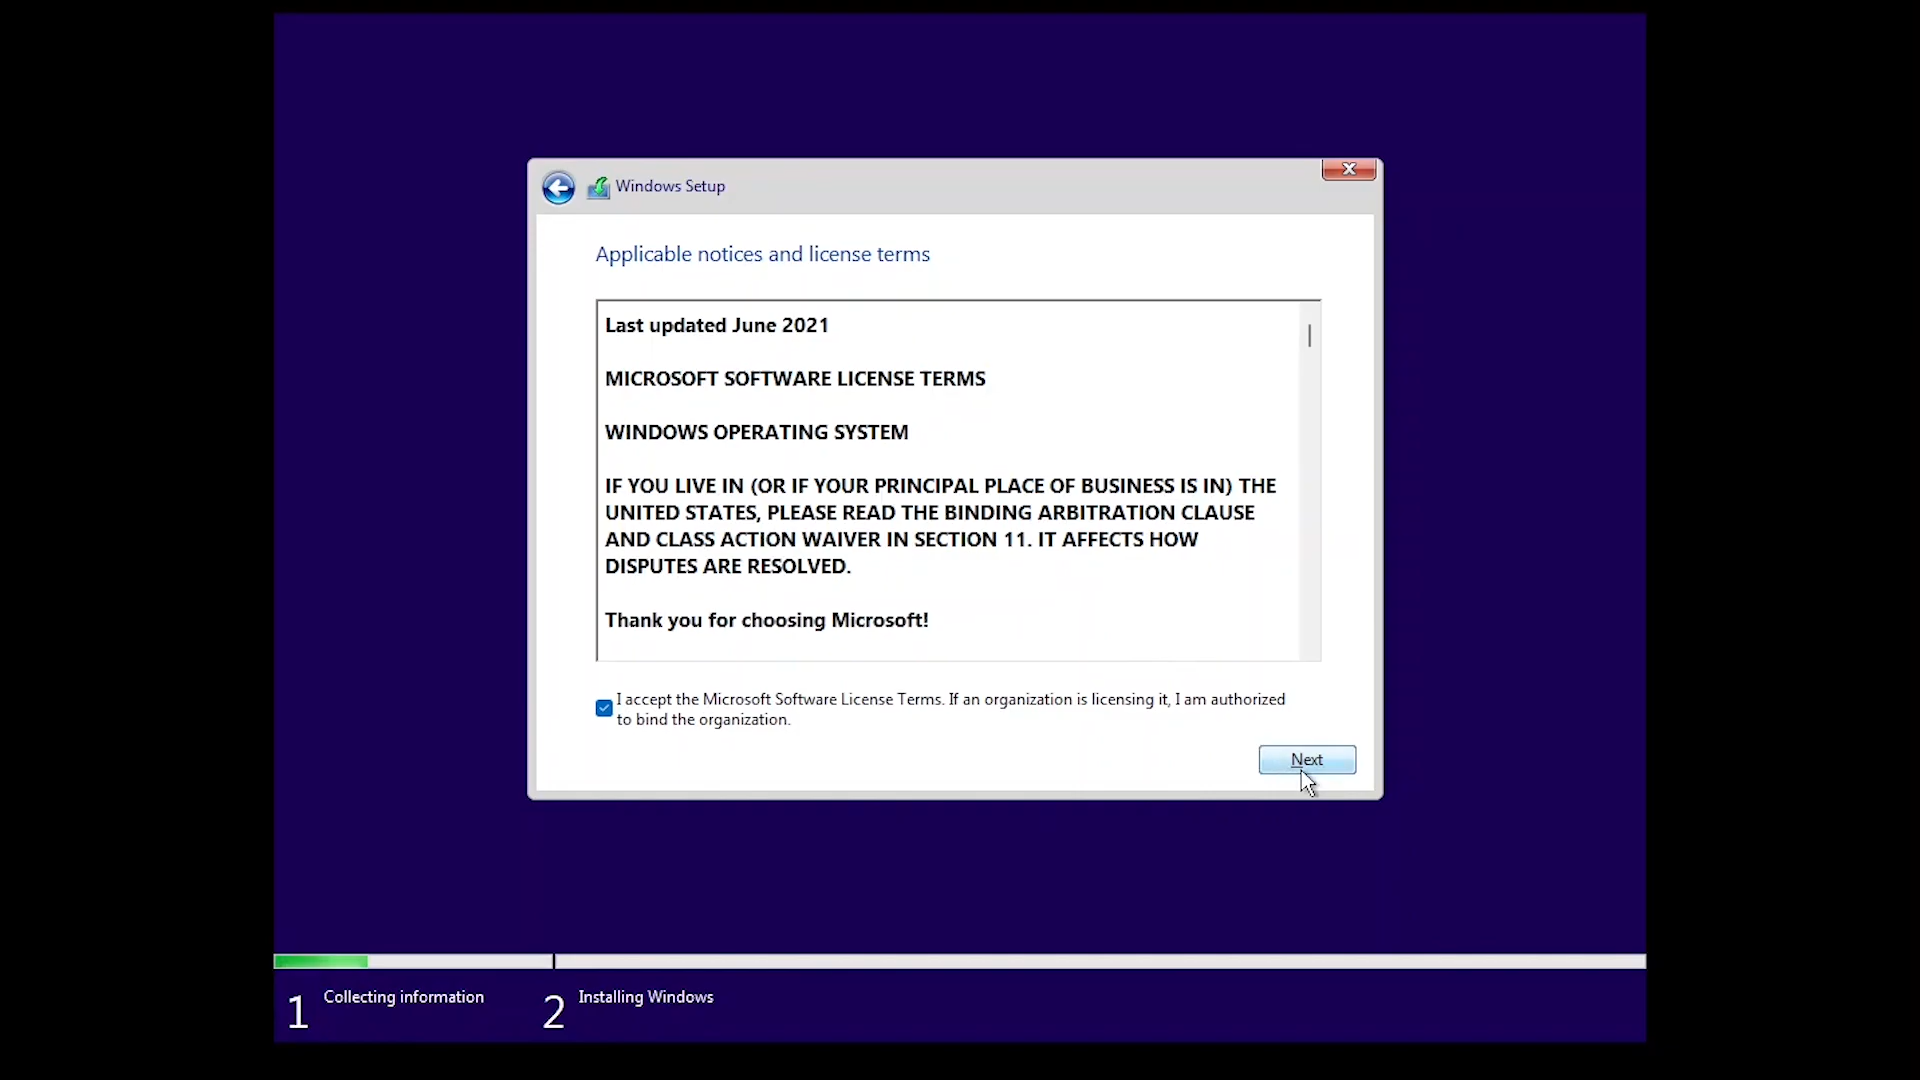 Windows Setup
Applicable notices and license terms
Last updated June 2021
MICROSOFT SOFTWARE LICENSE TERMS
WINDOWS OPERATING SYSTEM
IF YOU LIVE IN (OR IF YOUR PRINCIPAL PLACE OF BUSINESS IS IN) THE
UNITED STATES, PLEASE READ THE BINDING ARBITRATION CLAUSE
AND CLASS ACTION WAIVER IN SECTION 11. IT AFFECTS HOW
DISPUTES ARE RESOLVED.
Thank you for choosing Microsoft!
I accept the Microsoft Software License Terms. If an organization is licensing it, I am authorized
to bind the organization.
Next
1 Collecting information
2 Installing Windows